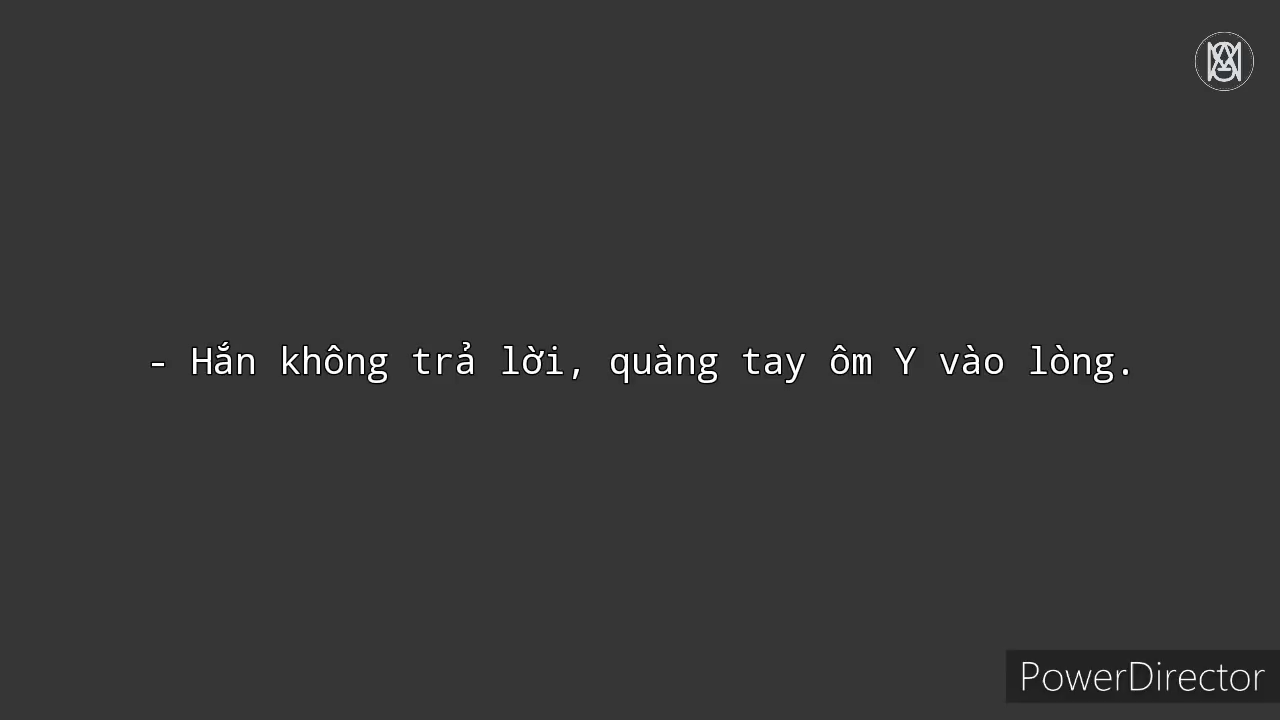 - Hắn không trả lời, quàng tay ôm Y vào lòng.
PowerDirector